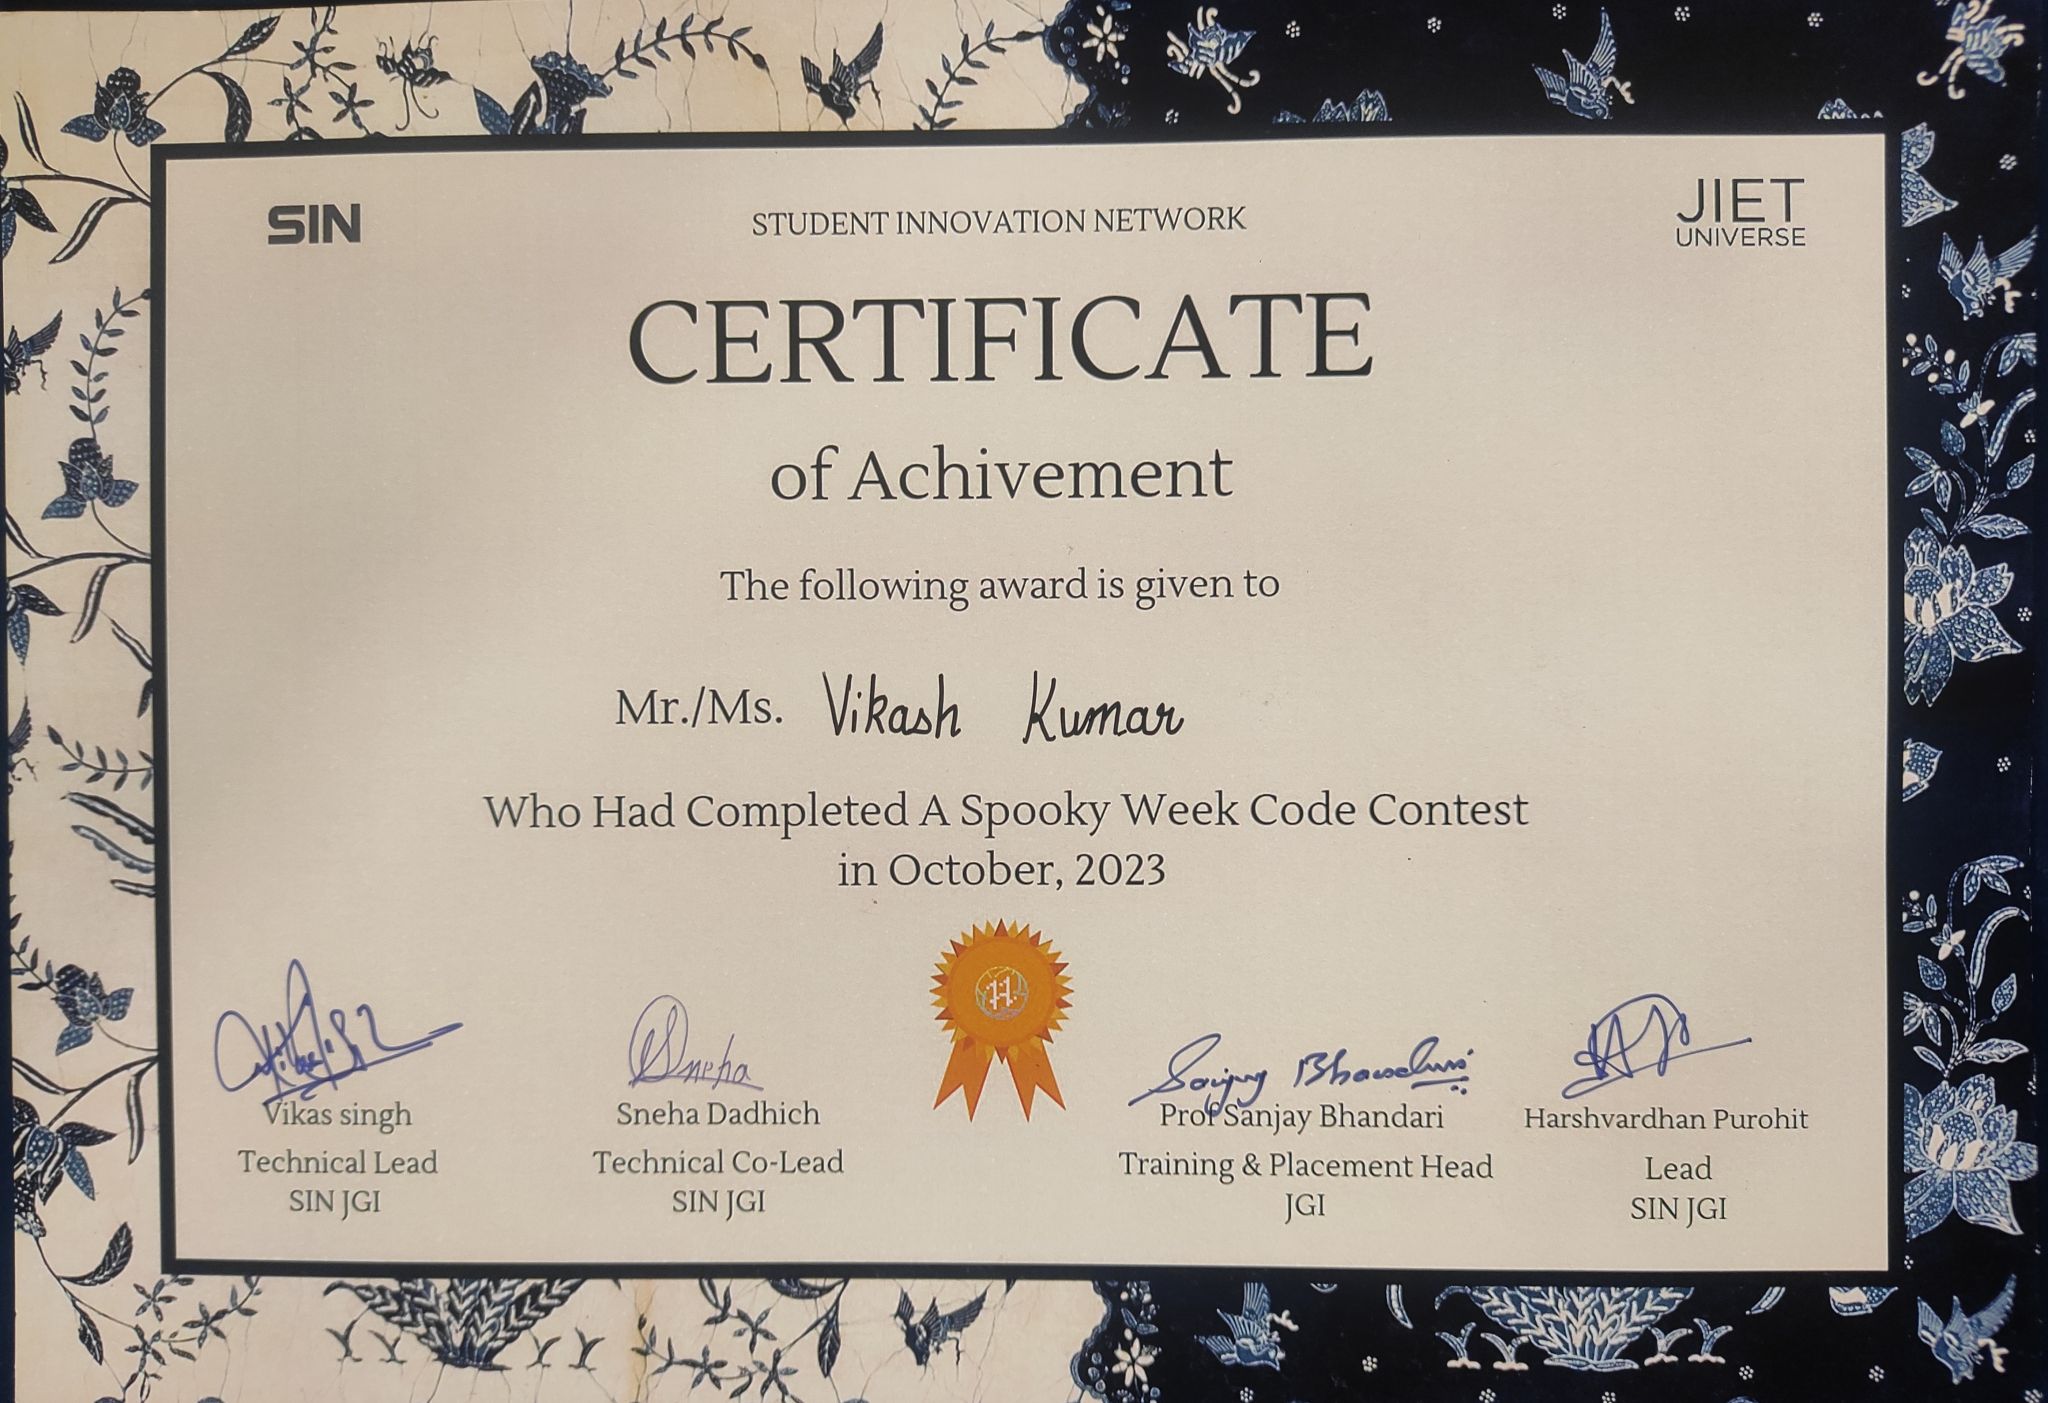 SIN
STUDENT INNOVATION NETWORK
JIET
UNIVERSE
CERTIFICATE
of Achivement
The following award is given to
Mr./Ms. Vikash Kumar
Who Had Completed A Spooky Week Code Contest
in October, 2023
Sneha
Sanjay Bhandari
Vikas singh
Technical Lead
SIN JGI
Sneha Dadhich
Technical Co-Lead
SIN JGI
Prof Sanjay Bhandari
Training & Placement Head
JGI
Harshvardhan Purohit
Lead
SIN JGI